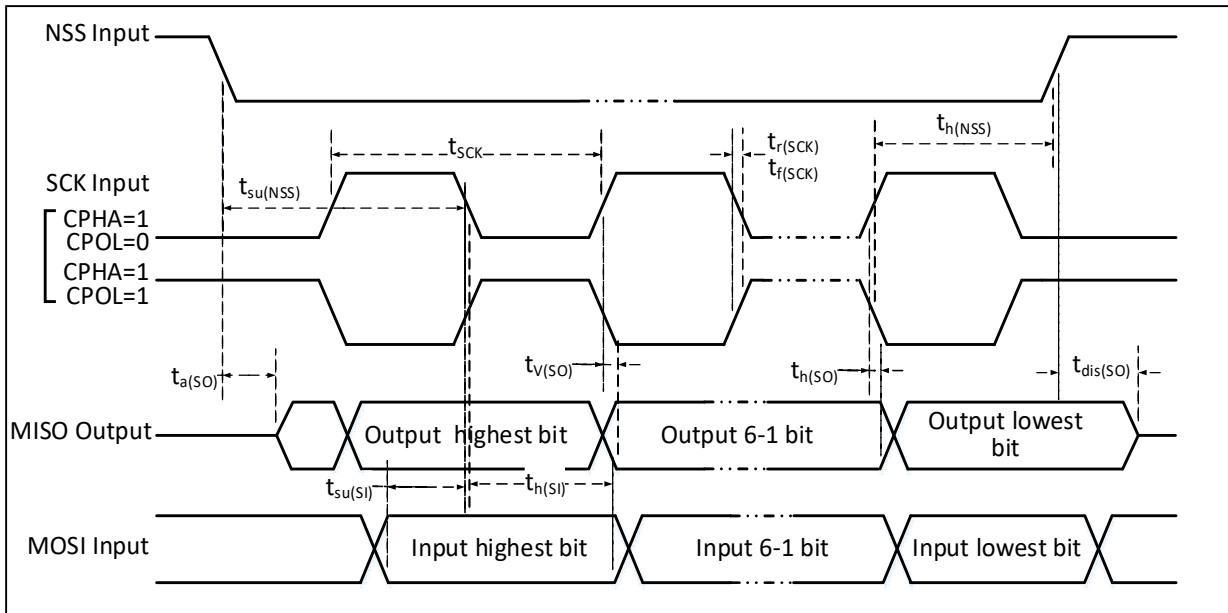 NSS Input
th(NSS)
tSCK
tr(SCK)
tf(SCK)
SCK Input
tsu(NSS)
CPHA=1
CPOL=0
CPHA=1
CPOL=1
ta(SO)
tV(SO)
th(SO)
tdis(SO)
MISO Output
Output highest bit
Output 6-1 bit
Output lowest
bit
tsu(SI)
th(SI)
MOSI Input
Input highest bit
Input 6-1 bit
Input lowest bit